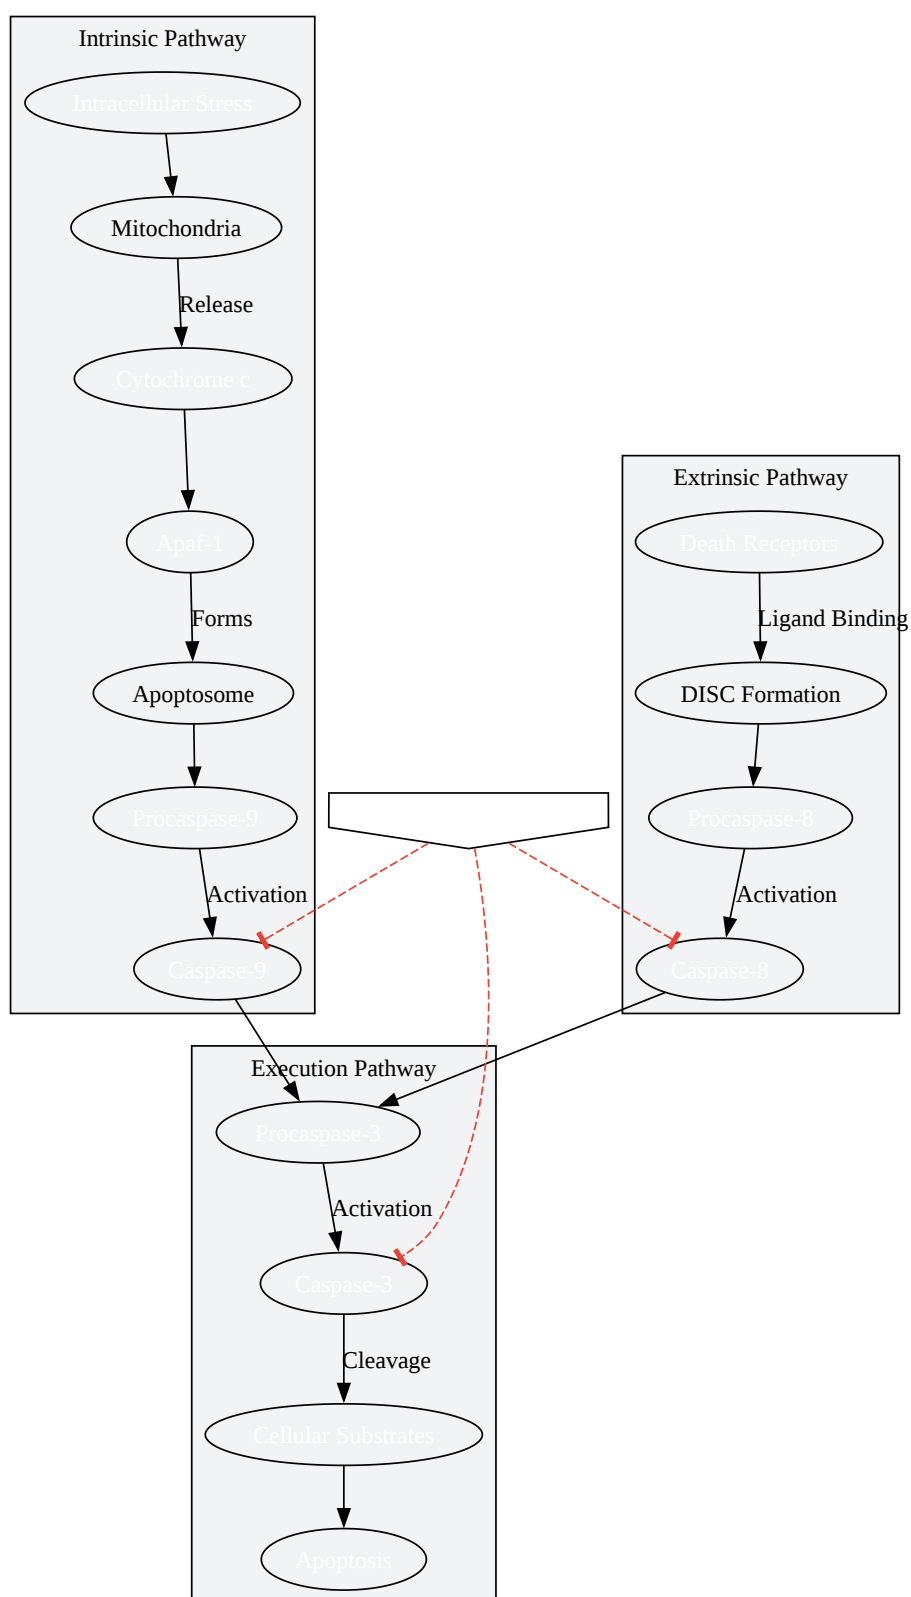 Intrinsic Pathway
Intracellular Stress
Mitochondria
Release
Cytochrome c
Apaf-1
Forms
Apoptosome
Procaspase-9
Activation
Caspase-9
Extrinsic Pathway
Death Receptors
Ligand Binding
DISC Formation
Procaspase-8
Activation
Caspase-8
Execution Pathway
Procaspase-3
Activation
Caspase-3
Cleavage
Cellular Substrates
Apoptosis